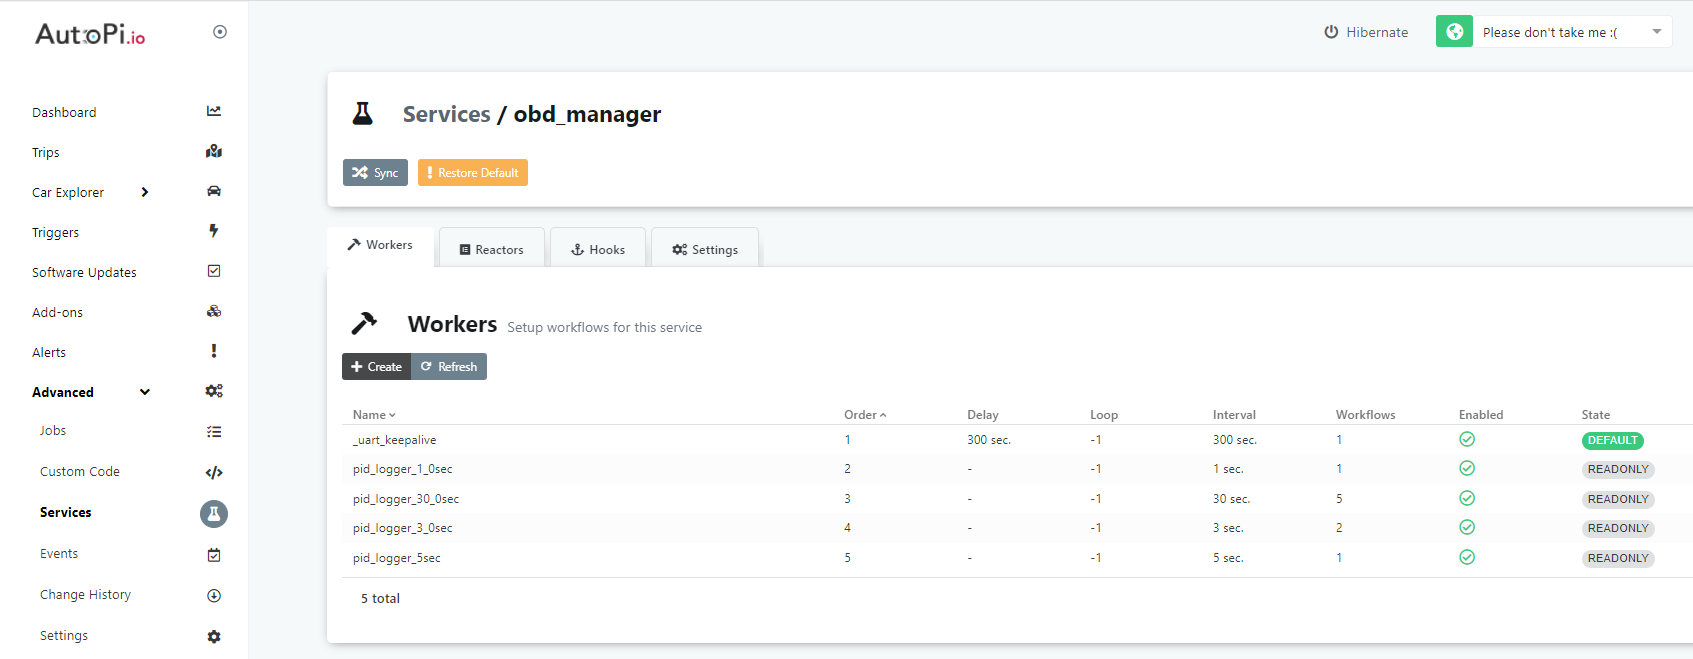 AutoPi.io
Hibernate
Please don't take me :(
Dashboard
Trips
Car Explorer
Triggers
Software Updates
Add-ons
Alerts
Advanced
Jobs
Custom Code
Services
Events
Change History
Settings
Services / obd_manager
Sync
Restore Default
Workers Reactors Hooks Settings
Workers Setup workflows for this service
Create Refresh
Name Order Delay Loop Interval Workflows Enabled State
_uart_keepalive 1 300 sec. -1 300 sec. 1 DEFAULT
pid_logger_1_0sec 2 - -1 1 sec. 1 READONLY
pid_logger_30_0sec 3 - -1 30 sec. 5 READONLY
pid_logger_3_0sec 4 - -1 3 sec. 2 READONLY
pid_logger_5sec 5 - -1 5 sec. 1 READONLY
5 total